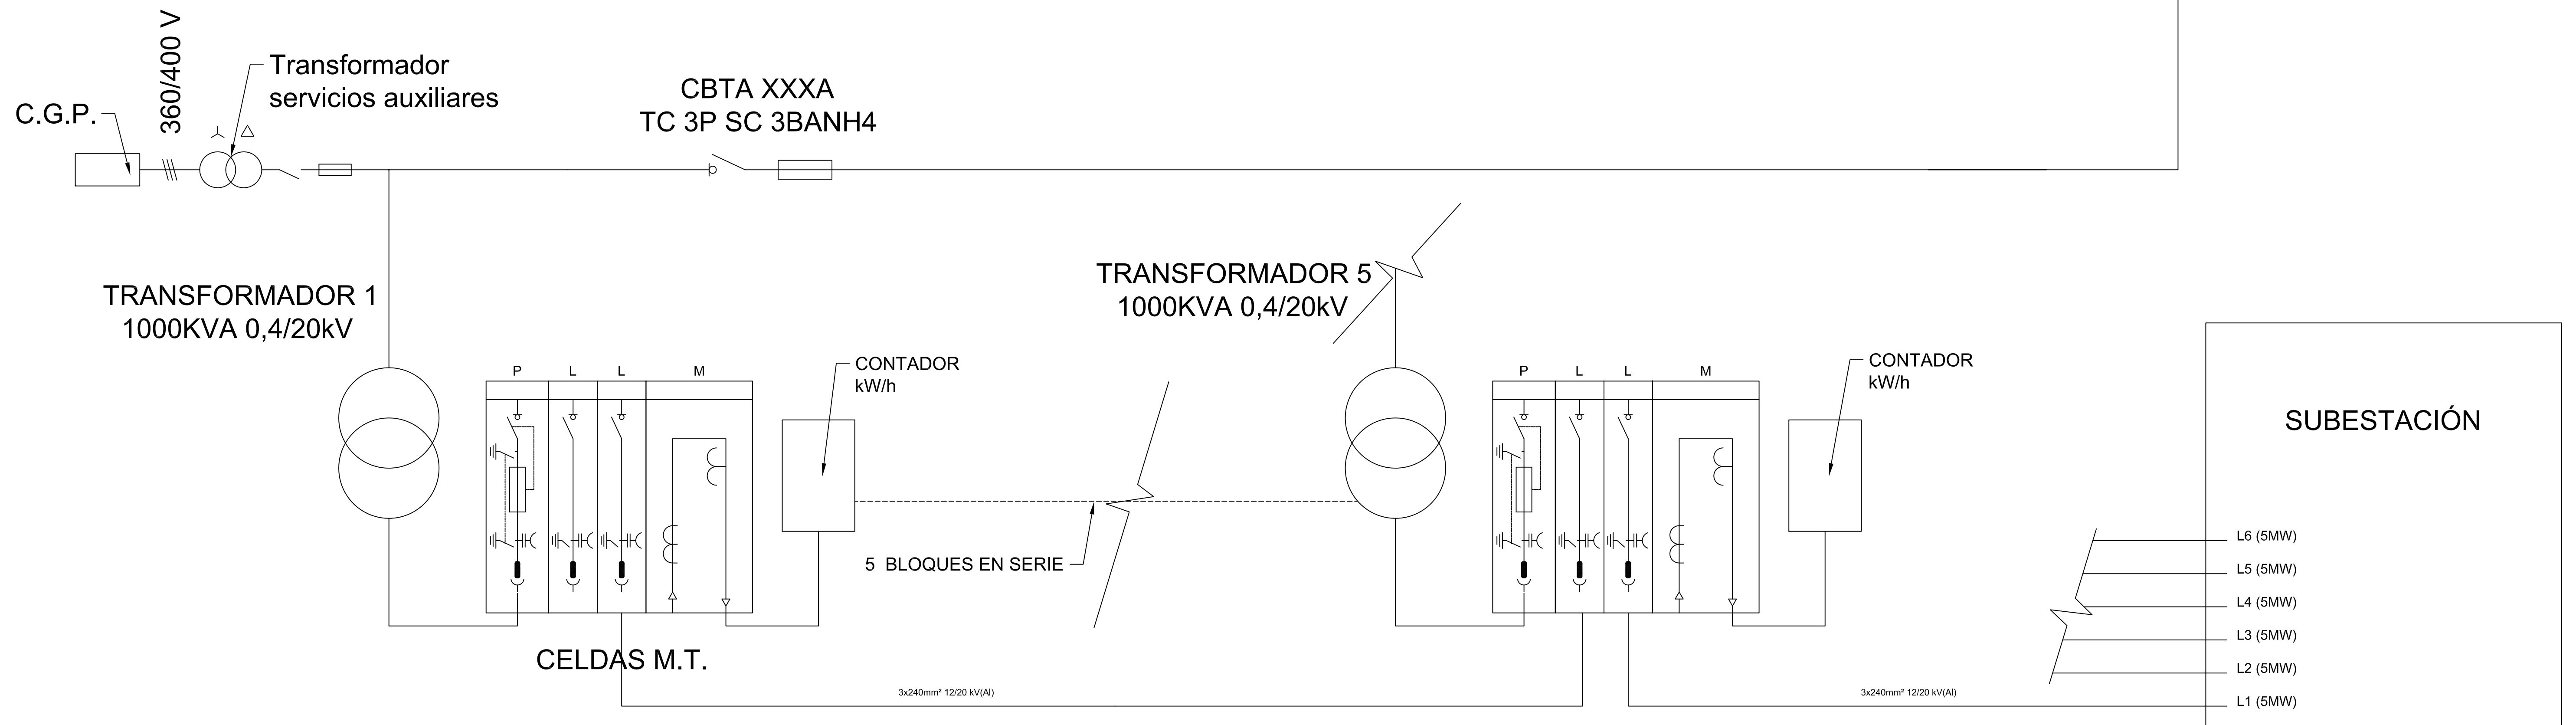 360/400 V
Transformador
servicios auxiliares
C.G.P.
CBTA XXXA
TC 3P SC 3BANH4
TRANSFORMADOR 1
1000KVA 0,4/20kV
TRANSFORMADOR 5
1000KVA 0,4/20kV
P L L M
CONTADOR
kW/h
P L L M
CONTADOR
kW/h
SUBESTACIÓN
5 BLOQUES EN SERIE
CELDAS M.T.
3x240mm² 12/20 kV(Al)
3x240mm² 12/20 kV(Al)
L6 (5MW)
L5 (5MW)
L4 (5MW)
L3 (5MW)
L2 (5MW)
L1 (5MW)